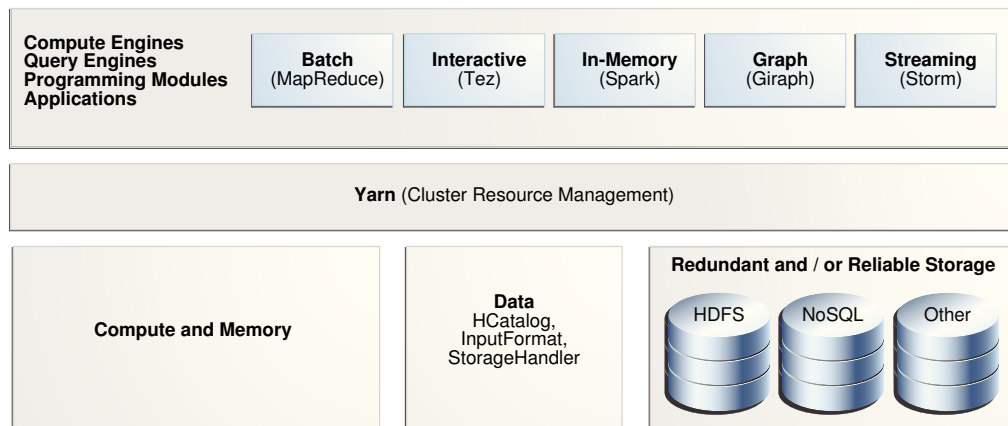 Compute Engines
Query Engines
Programming Modules
Applications
Batch
(MapReduce)
Interactive
(Tez)
In-Memory
(Spark)
Graph
(Giraph)
Streaming
(Storm)
Yarn (Cluster Resource Management)
Compute and Memory
Data
HCatalog,
InputFormat,
StorageHandler
Redundant and / or Reliable Storage
HDFS
NoSQL
Other